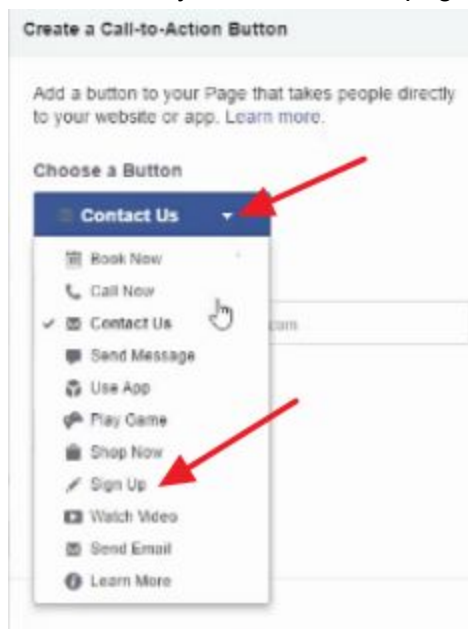 Create a Call-to-Action Button
Add a button to your Page that takes people directly
to your website or app. Learn more.
Choose a Button
Contact Us
Book Now
Call Now
Contact Us
.com
Send Message
Use App
Play Game
Shop Now
Sign Up
Watch Video
Send Email
Learn More